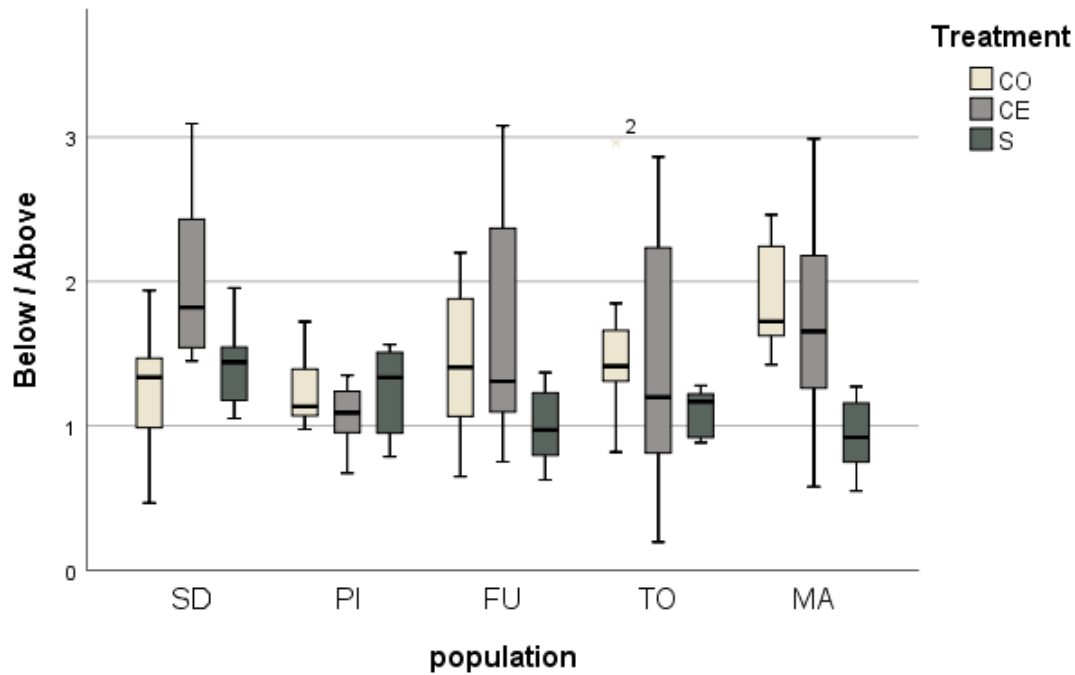 Treatment
CO
CE
S
Below / Above
3
2
1
0
2
SD PI FU TO MA
population